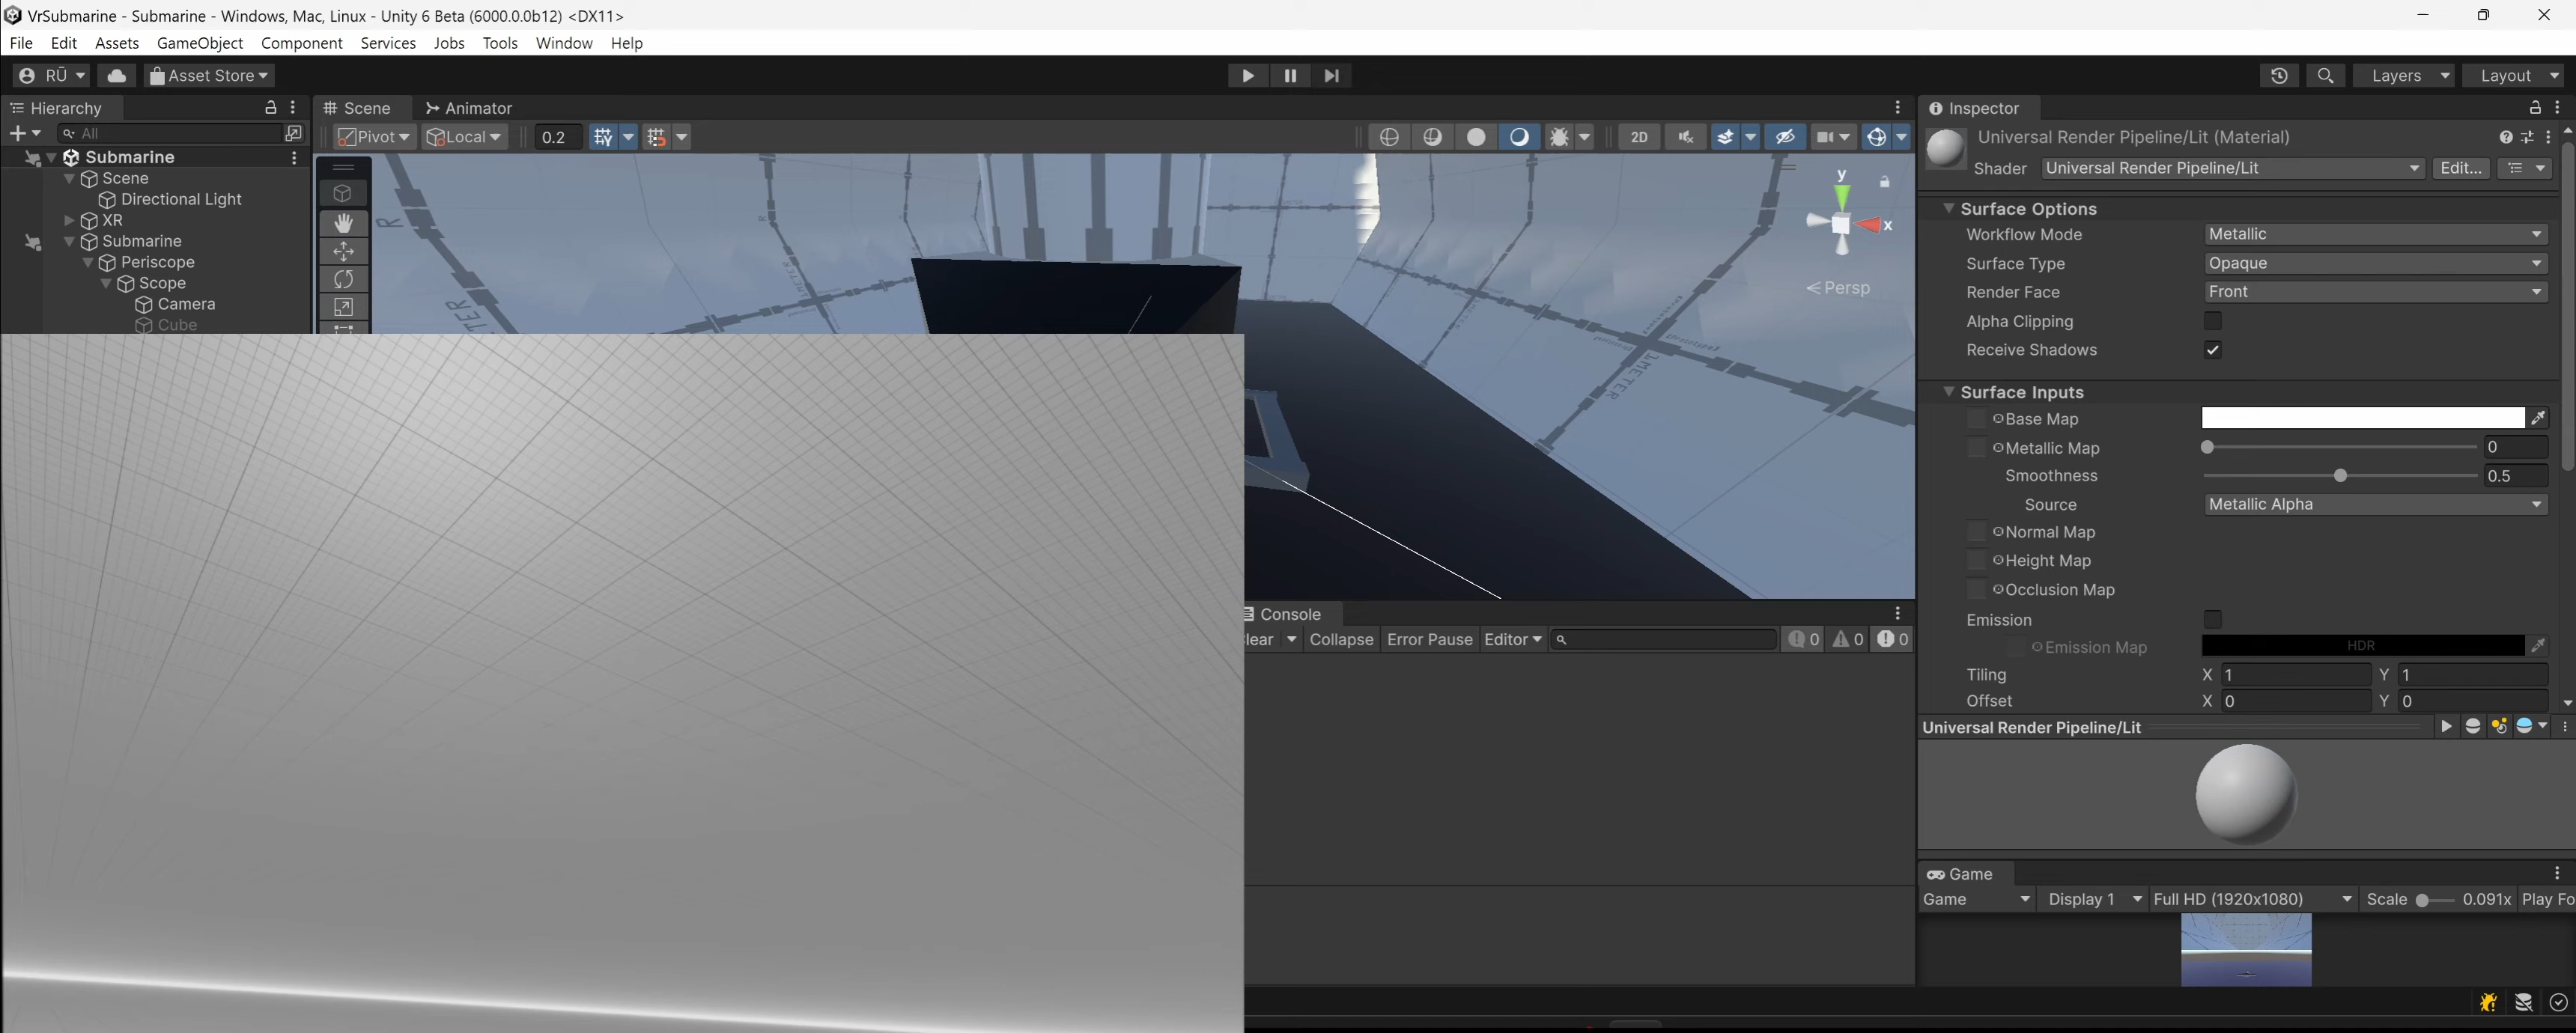 VrSubmarine - Submarine - Windows, Mac, Linux - Unity 6 Beta (6000.0.0b12) <DX11>
File Edit Assets GameObject Component Services Jobs Tools Window Help
RŪ Asset Store Layers Layout
Hierarchy
All
Submarine
Scene
Directional Light
XR
Submarine
Periscope
Scope
Camera
Cube
Scene Animator
Pivot Local 0.2 2D
y
x
Persp
METER
1METER
Console
lear Collapse Error Pause Editor 0 0 0
Inspector
Universal Render Pipeline/Lit (Material)
Shader Universal Render Pipeline/Lit Edit...
Surface Options
Workflow Mode Metallic
Surface Type Opaque
Render Face Front
Alpha Clipping
Receive Shadows
Surface Inputs
Base Map
Metallic Map 0
Smoothness 0.5
Source Metallic Alpha
Normal Map
Height Map
Occlusion Map
Emission
Emission Map HDR
Tiling X 1 Y 1
Offset X 0 Y 0
Universal Render Pipeline/Lit
Game
Game Display 1 Full HD (1920x1080) Scale 0.091x Play Fo